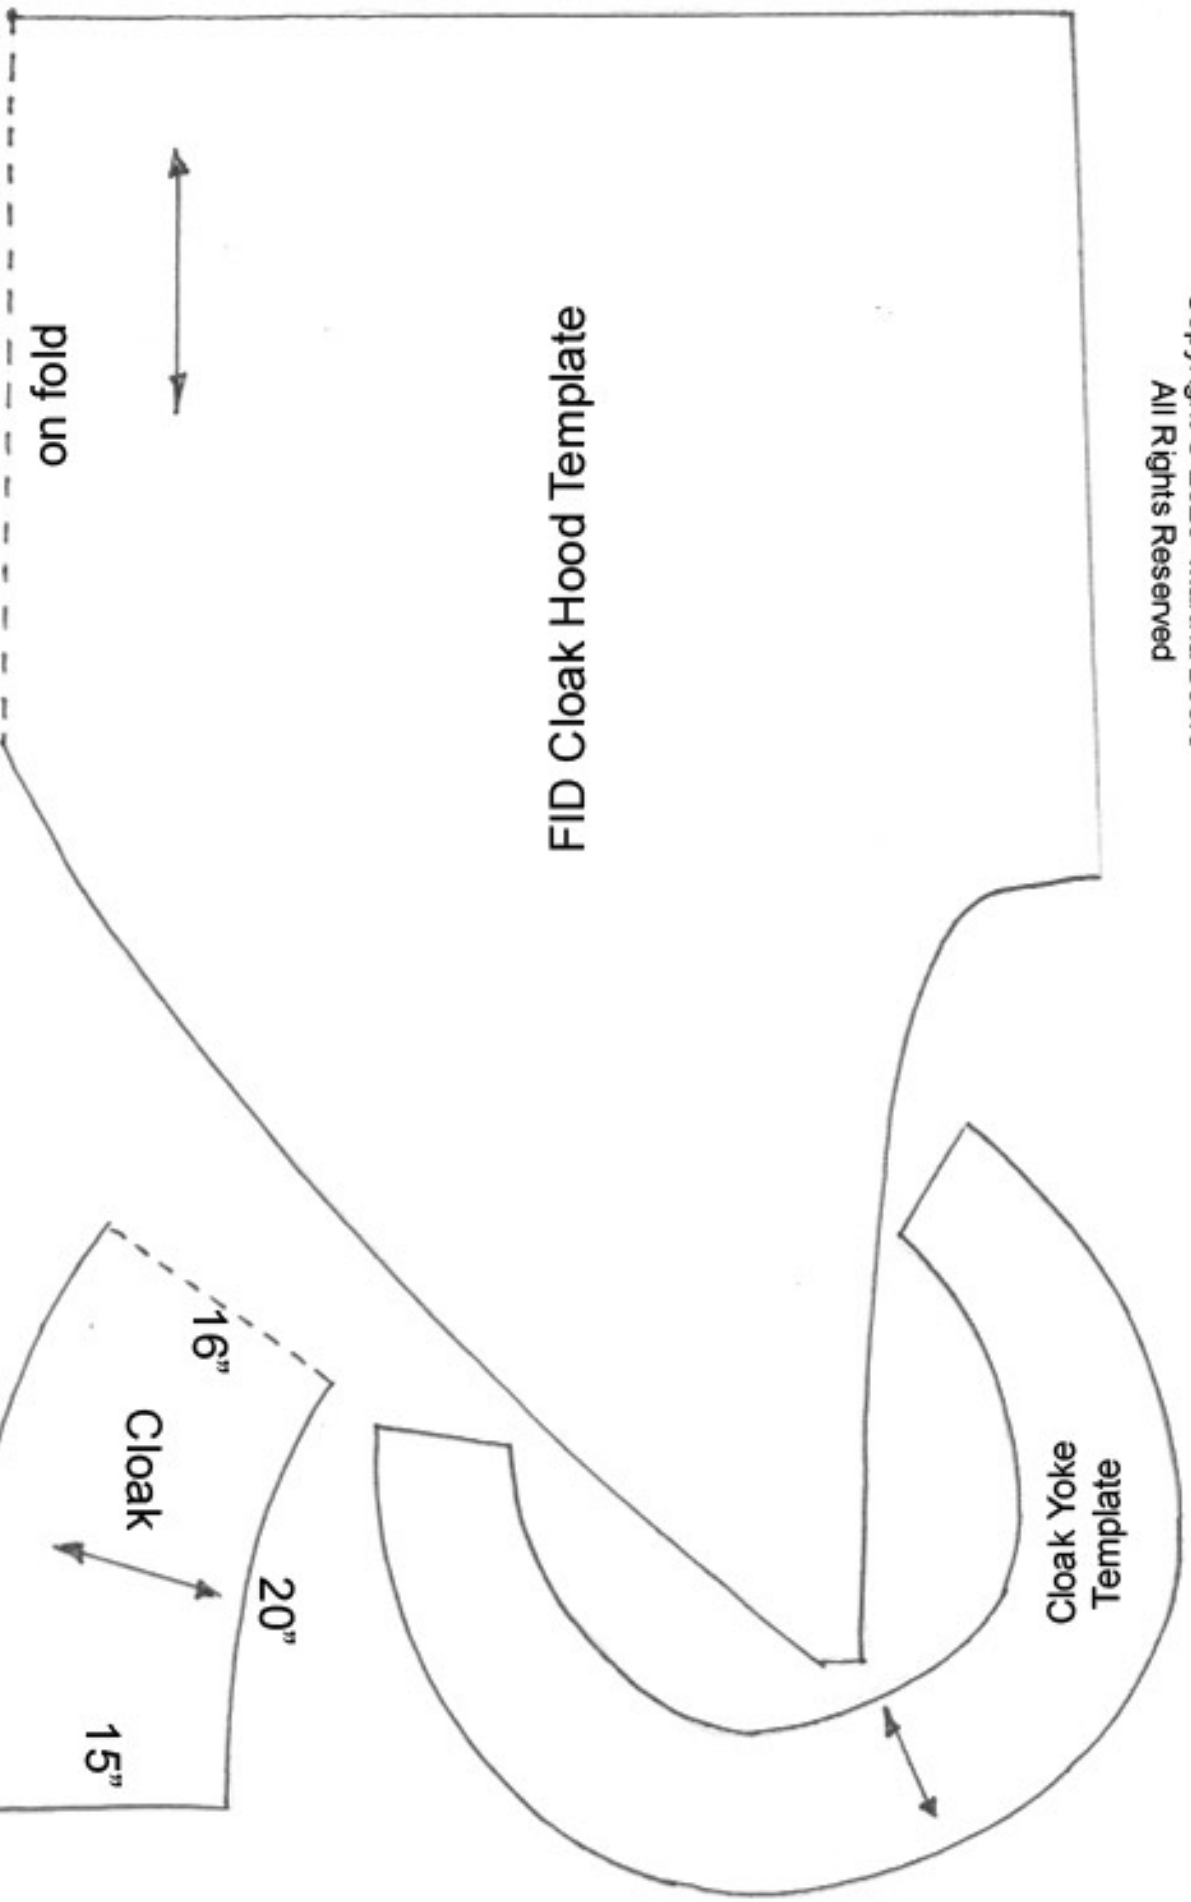 All Rights Reserved
FID Cloak Hood Template
on fold
Cloak Yoke
Template
16”
Cloak
20”
15”